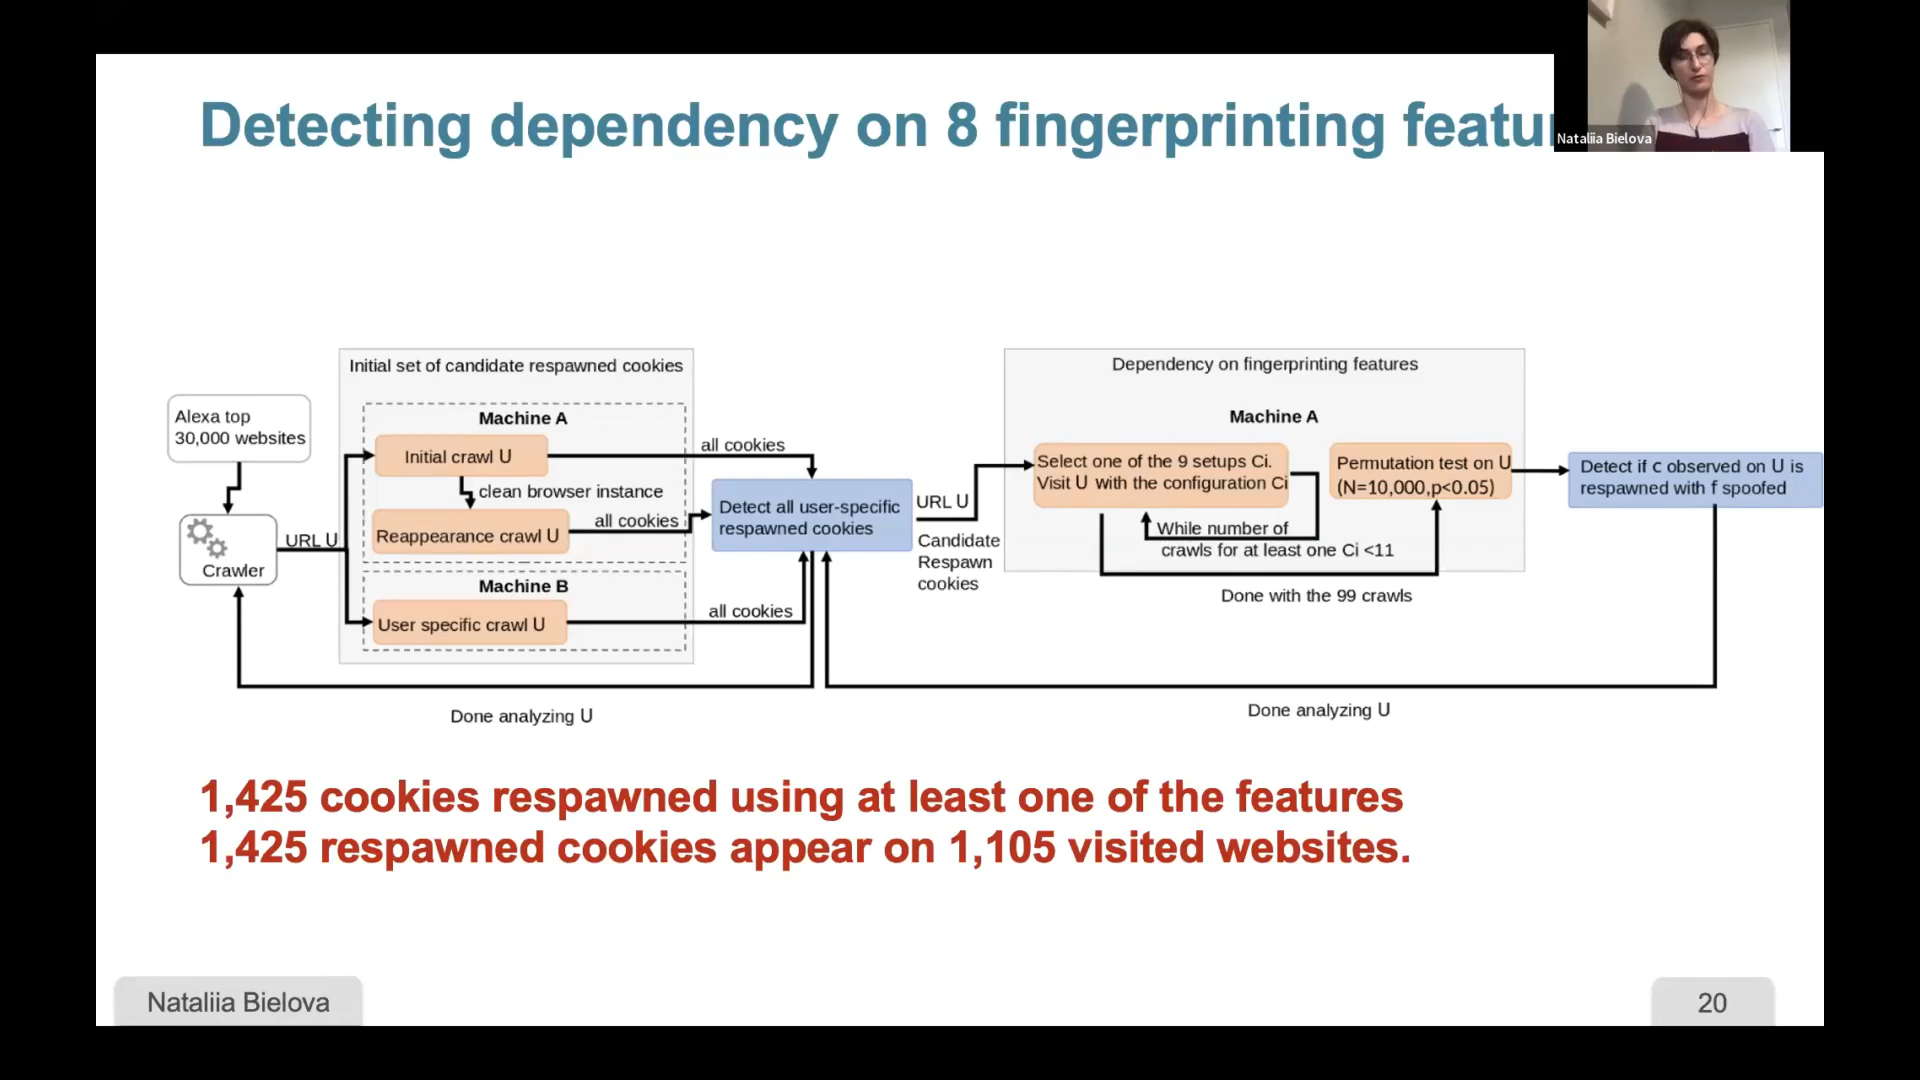 Detecting dependency on 8 fingerprinting featu
Nataliia Bielova
Initial set of candidate respawned cookies
Alexa top
30,000 websites
Crawler
URL U
Machine A
Initial crawl U
clean browser instance
Reappearance crawl U
all cookies
all cookies
Machine B
User specific crawl U
all cookies
Detect all user-specific
respawned cookies
Done analyzing U
URL U
Candidate
Respawn
cookies
Dependency on fingerprinting features
Machine A
Select one of the 9 setups Ci.
Visit U with the configuration Ci
While number of
crawls for at least one Ci <11
Permutation test on U
(N=10,000,p<0.05)
Done with the 99 crawls
Detect if c observed on U is
respawned with f spoofed
Done analyzing U
1,425 cookies respawned using at least one of the features
1,425 respawned cookies appear on 1,105 visited websites.
Nataliia Bielova
20